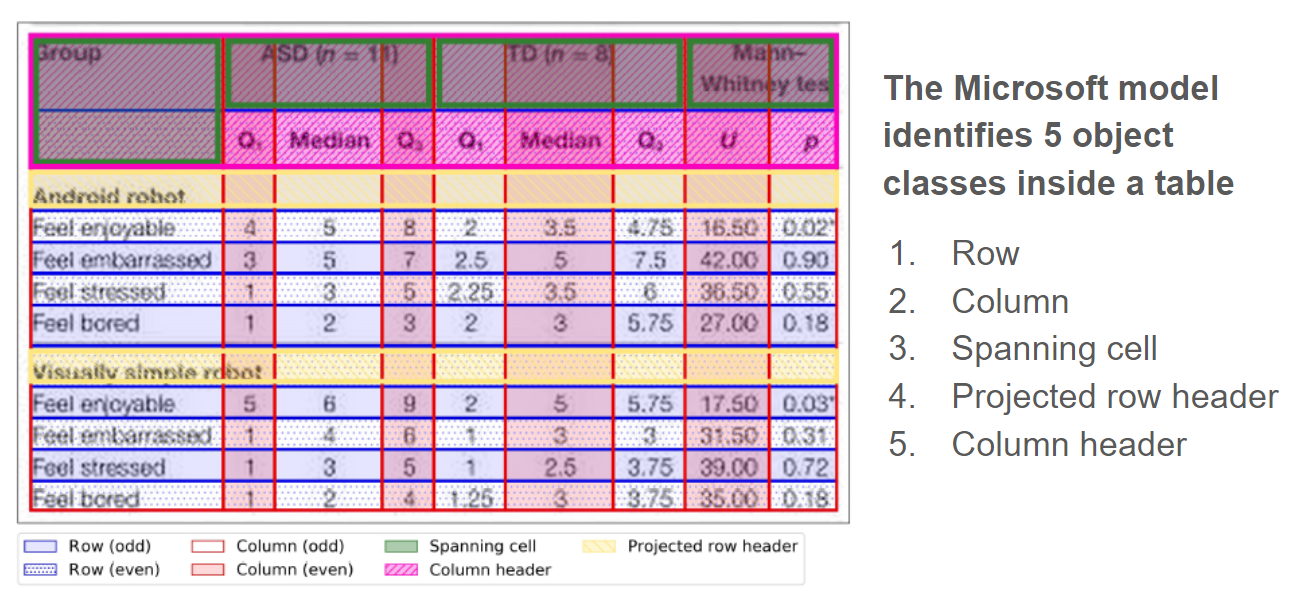 Group ASD (n = 11) TD (n = 8) Mann–
Whitney tes
Q₁ Median Q₃ Q₁ Median Q₃ U p
Android robot
Feel enjoyable 4 5 8 2 3.5 4.75 16.50 0.02*
Feel embarrassed 3 5 7 2.5 5 7.5 42.00 0.90
Feel stressed 1 3 5 2.25 3.5 6 36.50 0.55
Feel bored 1 2 3 2 3 5.75 27.00 0.18
Visually simple robot
Feel enjoyable 5 6 9 2 5 5.75 17.50 0.03*
Feel embarrassed 1 4 6 1 3 3 31.50 0.31
Feel stressed 1 3 5 1 2.5 3.75 39.00 0.72
Feel bored 1 2 4 1.25 3 3.75 35.00 0.18
Row (odd) Column (odd) Spanning cell Projected row header
Row (even) Column (even) Column header
The Microsoft model
identifies 5 object
classes inside a table
1. Row
2. Column
3. Spanning cell
4. Projected row header
5. Column header